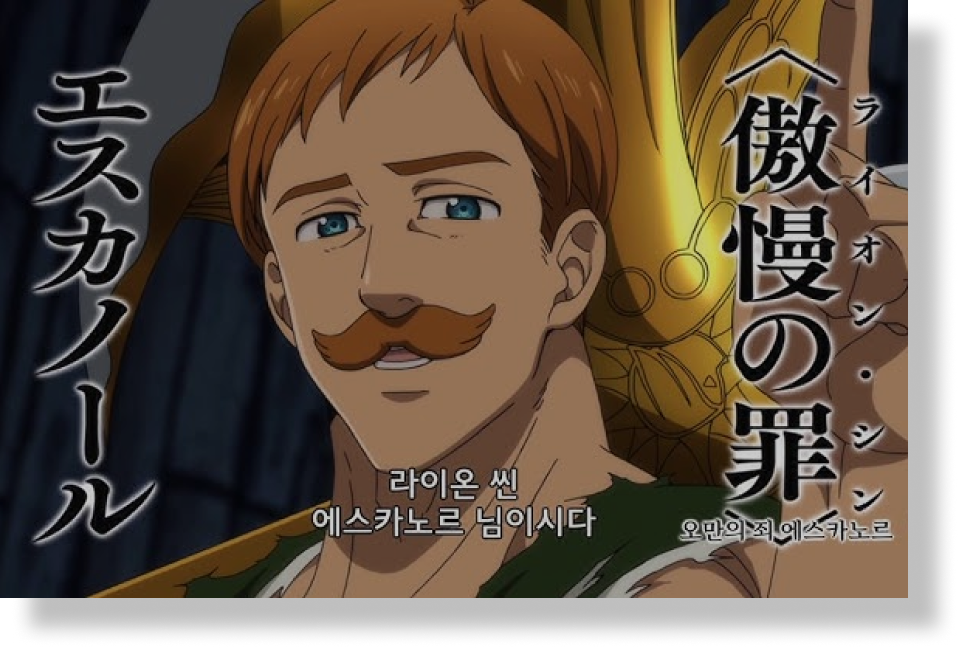 〈傲慢の罪〉
ライオン・シン
エスカノール
라이온 씬
에스카노르 님이시다
오만의 죄 에스카노르